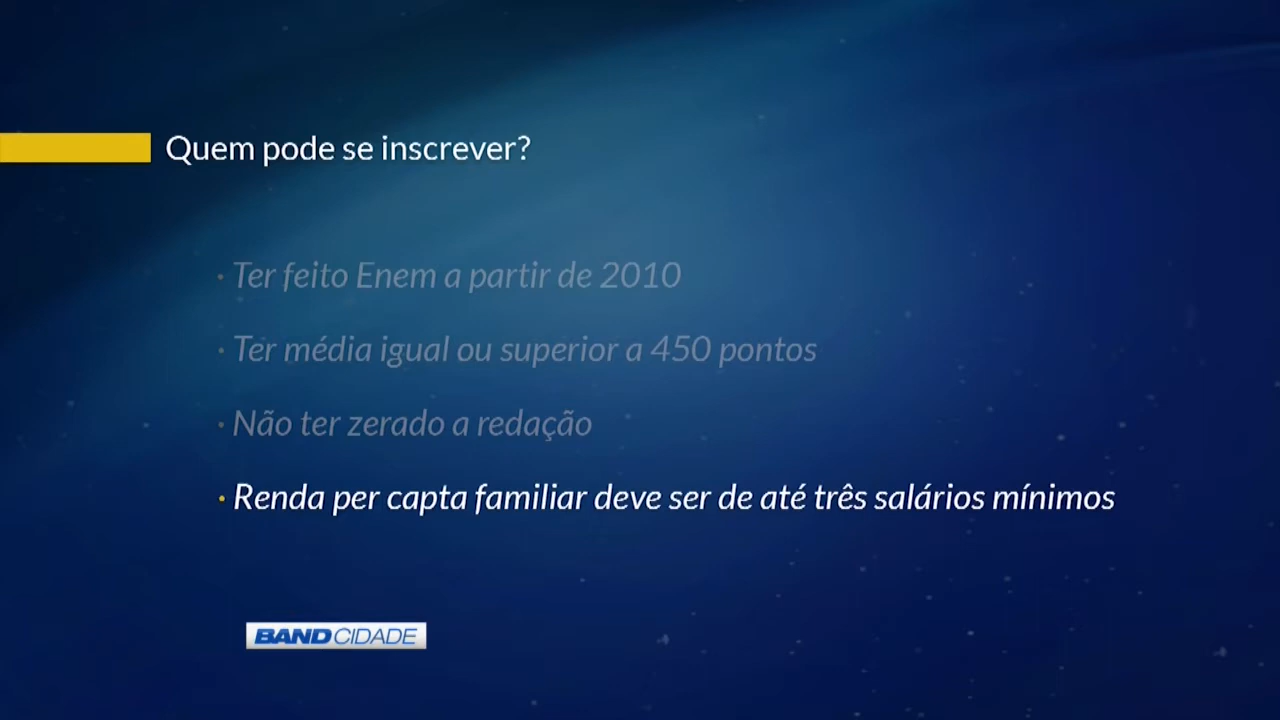 Quem pode se inscrever?
· Ter feito Enem a partir de 2010
· Ter média igual ou superior a 450 pontos
· Não ter zerado a redação
· Renda per capta familiar deve ser de até três salários mínimos
BAND CIDADE